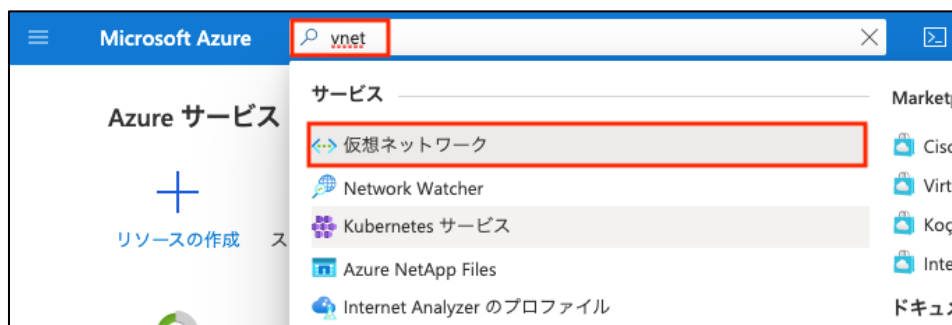 Microsoft Azure
vnet
Azure サービス
リソースの作成
ス
サービス
仮想ネットワーク
Network Watcher
Kubernetes サービス
Azure NetApp Files
Internet Analyzer のプロファイル